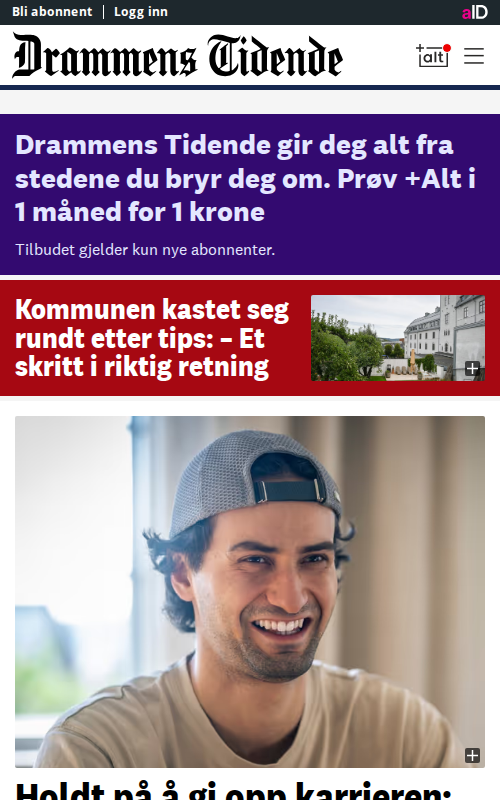 Bli abonnent | Logg inn
aID
Drammens Tidende
+alt
Drammens Tidende gir deg alt fra
stedene du bryr deg om. Prøv +Alt i
1 måned for 1 krone
Tilbudet gjelder kun nye abonnenter.
Kommunen kastet seg
rundt etter tips: – Et
skritt i riktig retning
Holdt på å gi opp karrieren: